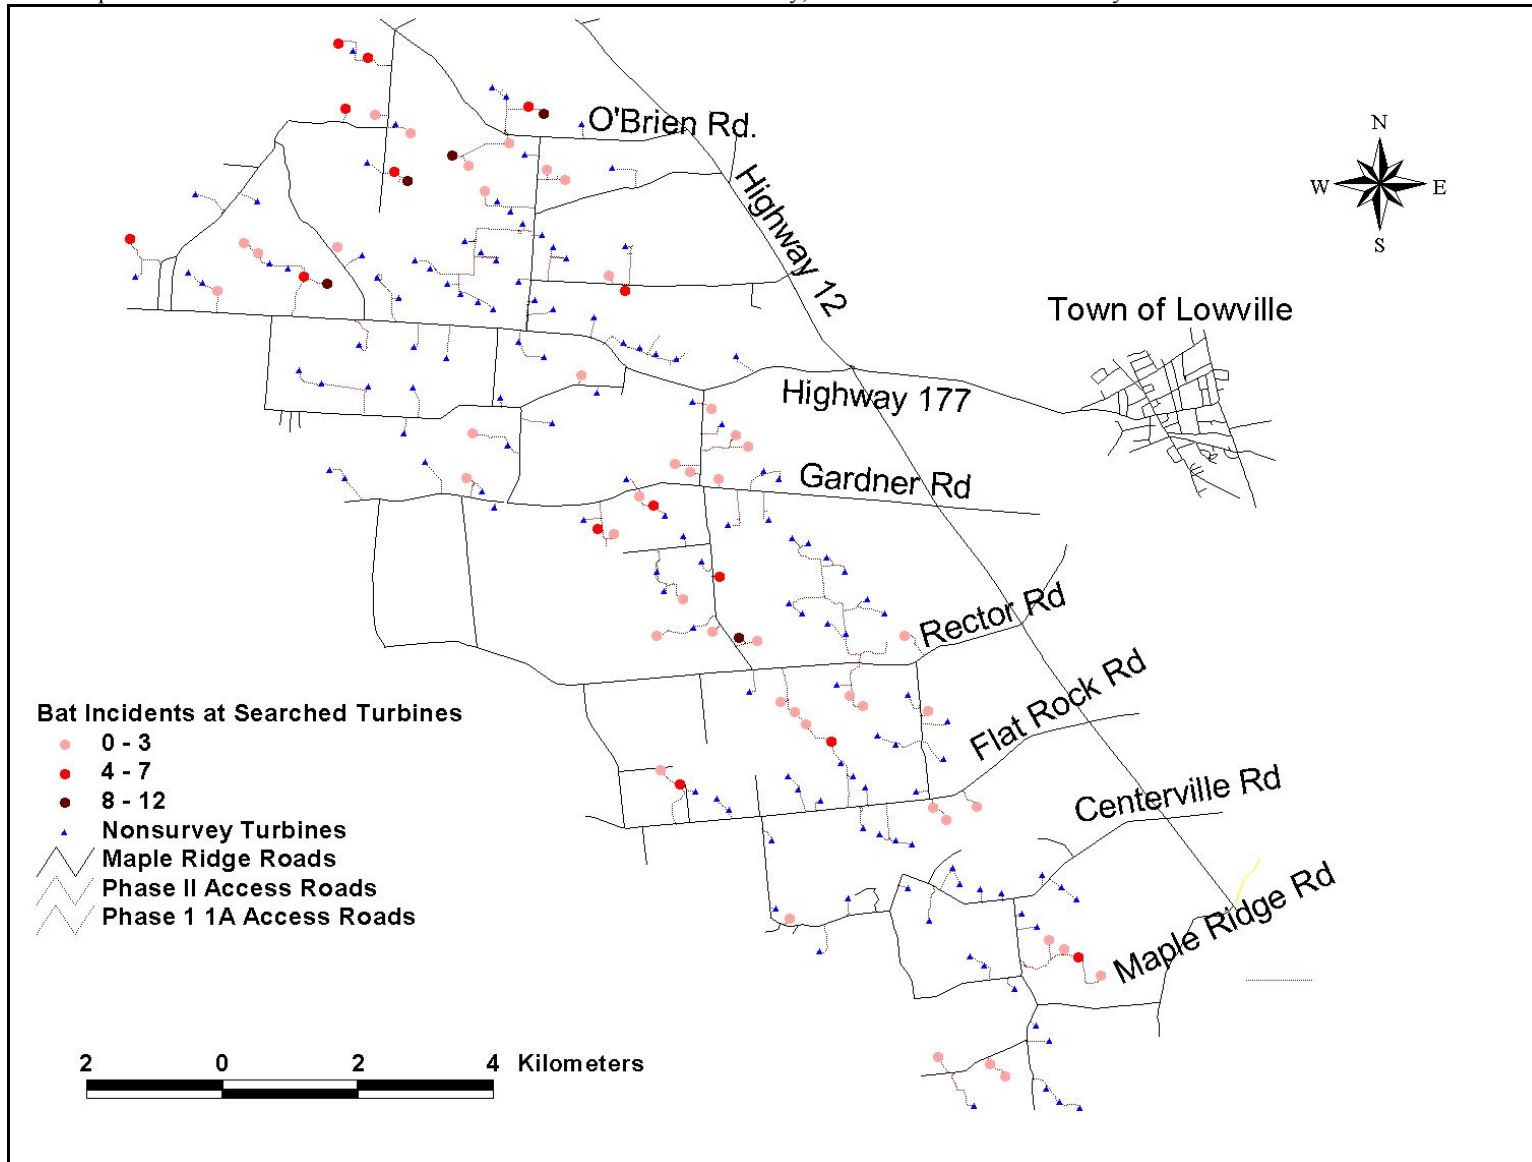 O'Brien Rd.
N
W
E
S
Highway 12
Town of Lowville
Highway 177
Gardner Rd
Rector Rd
Flat Rock Rd
Centerville Rd
Maple Ridge Rd
Bat Incidents at Searched Turbines
0 - 3
4 - 7
8 - 12
Nonsurvey Turbines
Maple Ridge Roads
Phase II Access Roads
Phase 1 1A Access Roads
2 0 2 4 Kilometers